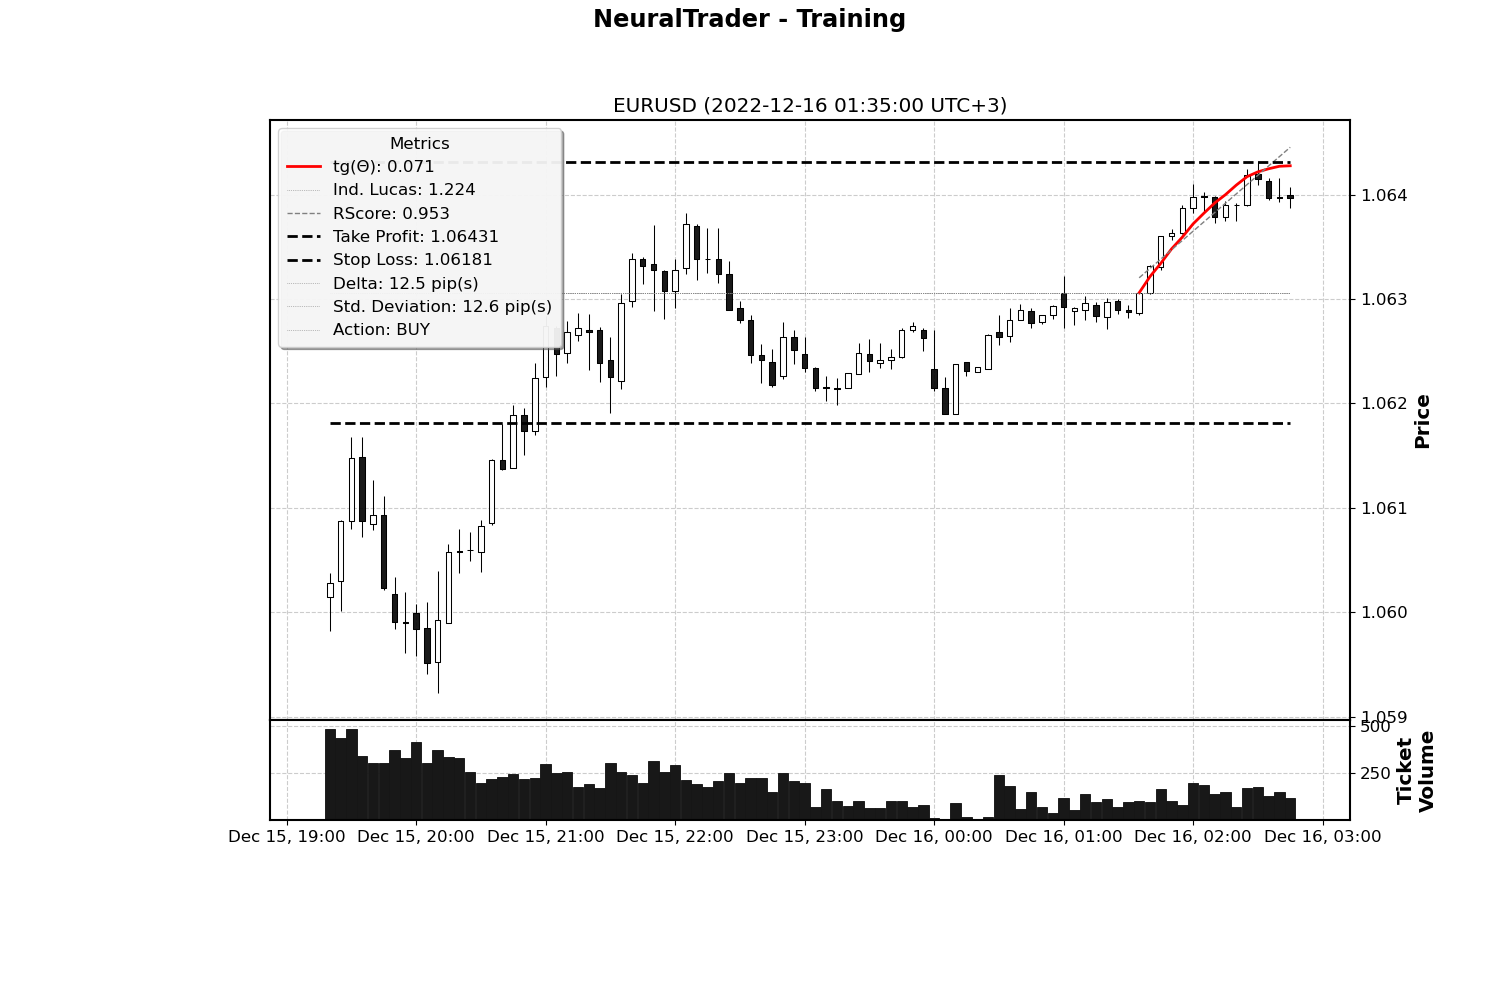 NeuralTrader - Training
EURUSD (2022-12-16 01:35:00 UTC+3)
Metrics
tg(Θ): 0.071
Ind. Lucas: 1.224
RScore: 0.953
Take Profit: 1.06431
Stop Loss: 1.06181
Delta: 12.5 pip(s)
Std. Deviation: 12.6 pip(s)
Action: BUY
1.064
1.063
1.062
1.061
1.060
1.059
Price
500
250
Ticket
Volume
Dec 15, 19:00 Dec 15, 20:00 Dec 15, 21:00 Dec 15, 22:00 Dec 15, 23:00 Dec 16, 00:00 Dec 16, 01:00 Dec 16, 02:00 Dec 16, 03:00